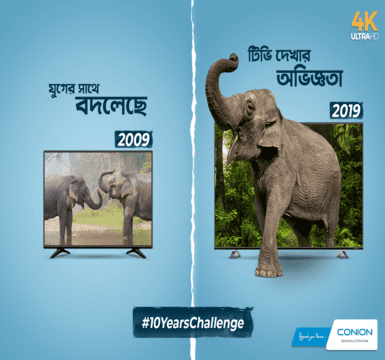 4K
ULTRA HD
যুগের সাথে
বদলেছে
2009
টিভি দেখার
অভিজ্ঞতা
2019
#10YearsChallenge
CONION